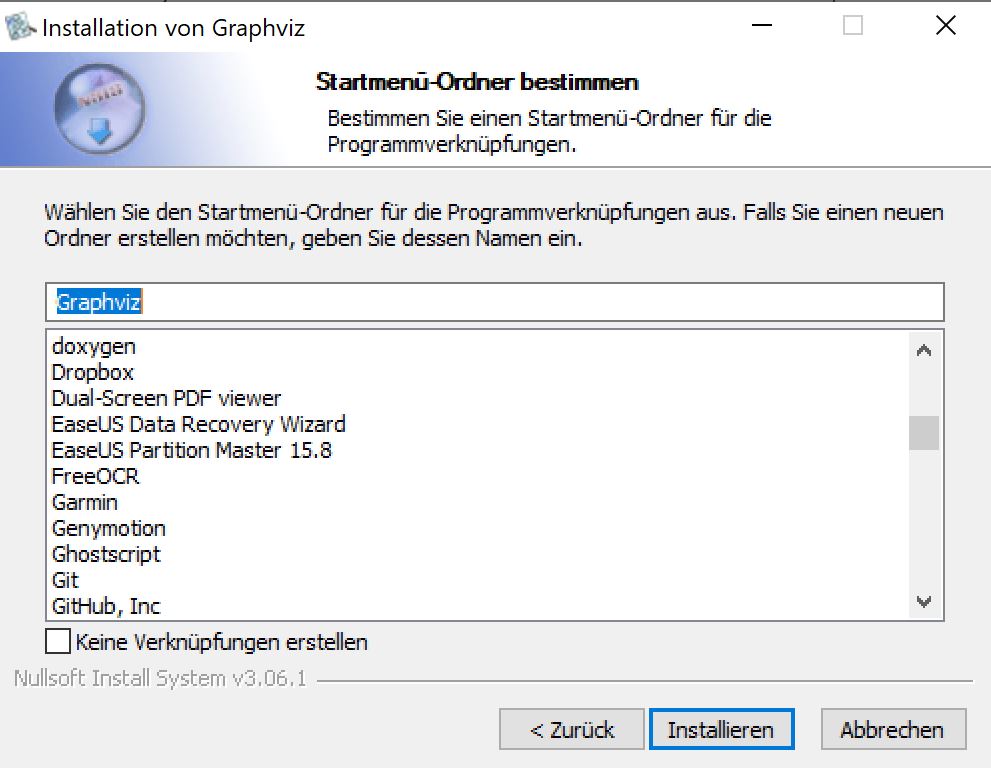 Installation von Graphviz
Startmenü-Ordner bestimmen
Bestimmen Sie einen Startmenü-Ordner für die
Programmverknüpfungen.
Wählen Sie den Startmenü-Ordner für die Programmverknüpfungen aus. Falls Sie einen neuen
Ordner erstellen möchten, geben Sie dessen Namen ein.
Graphviz
doxygen
Dropbox
Dual-Screen PDF viewer
EaseUS Data Recovery Wizard
EaseUS Partition Master 15.8
FreeOCR
Garmin
Genymotion
Ghostscript
Git
GitHub, Inc
Keine Verknüpfungen erstellen
Nullsoft Install System v3.06.1
< Zurück
Installieren
Abbrechen